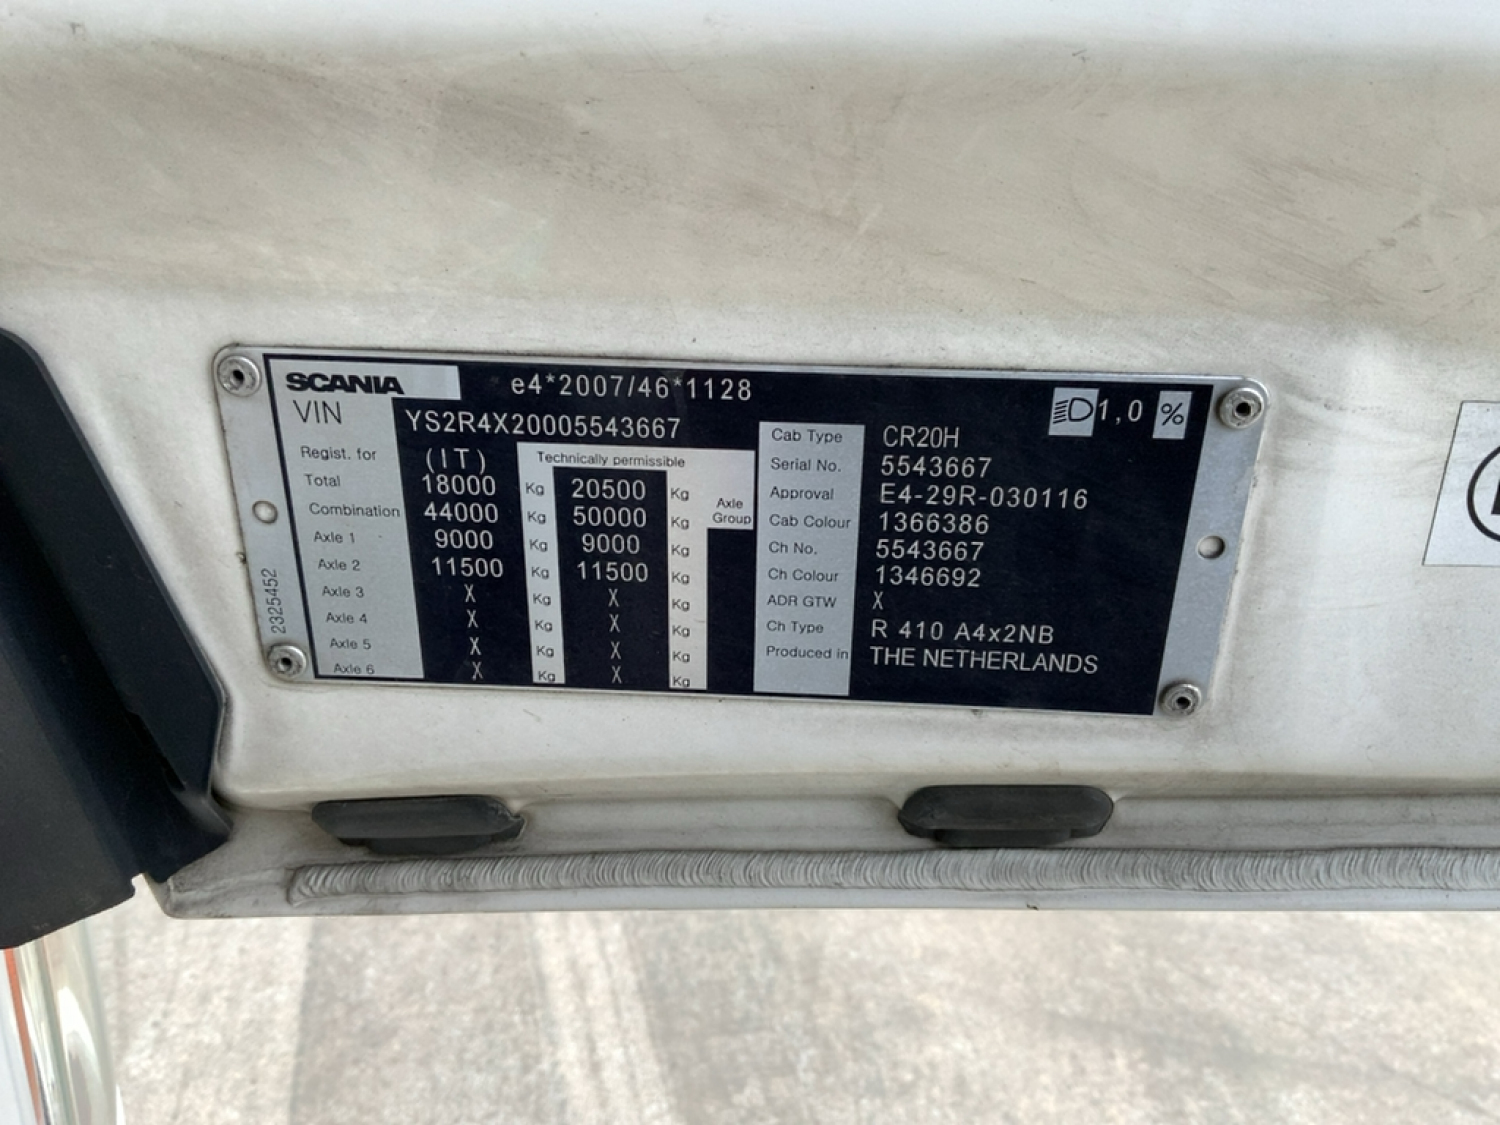 SCANIA e4*2007/46*1128 1,0 %
VIN YS2R4X20005543667
Regist. for (IT) Technically permissible
Total 18000 Kg 20500 Kg
Combination 44000 Kg 50000 Kg
Axle 1 9000 Kg 9000 Kg
Axle 2 11500 Kg 11500 Kg
Axle 3 X Kg X Kg
Axle 4 X Kg X Kg
Axle 5 X Kg X Kg
Axle 6 X Kg X Kg
Axle
Group
Cab Type CR20H
Serial No. 5543667
Approval E4-29R-030116
Cab Colour 1366386
Ch No. 5543667
Ch Colour 1346692
ADR GTW X
Ch Type R 410 A4x2NB
Produced in THE NETHERLANDS
2325452